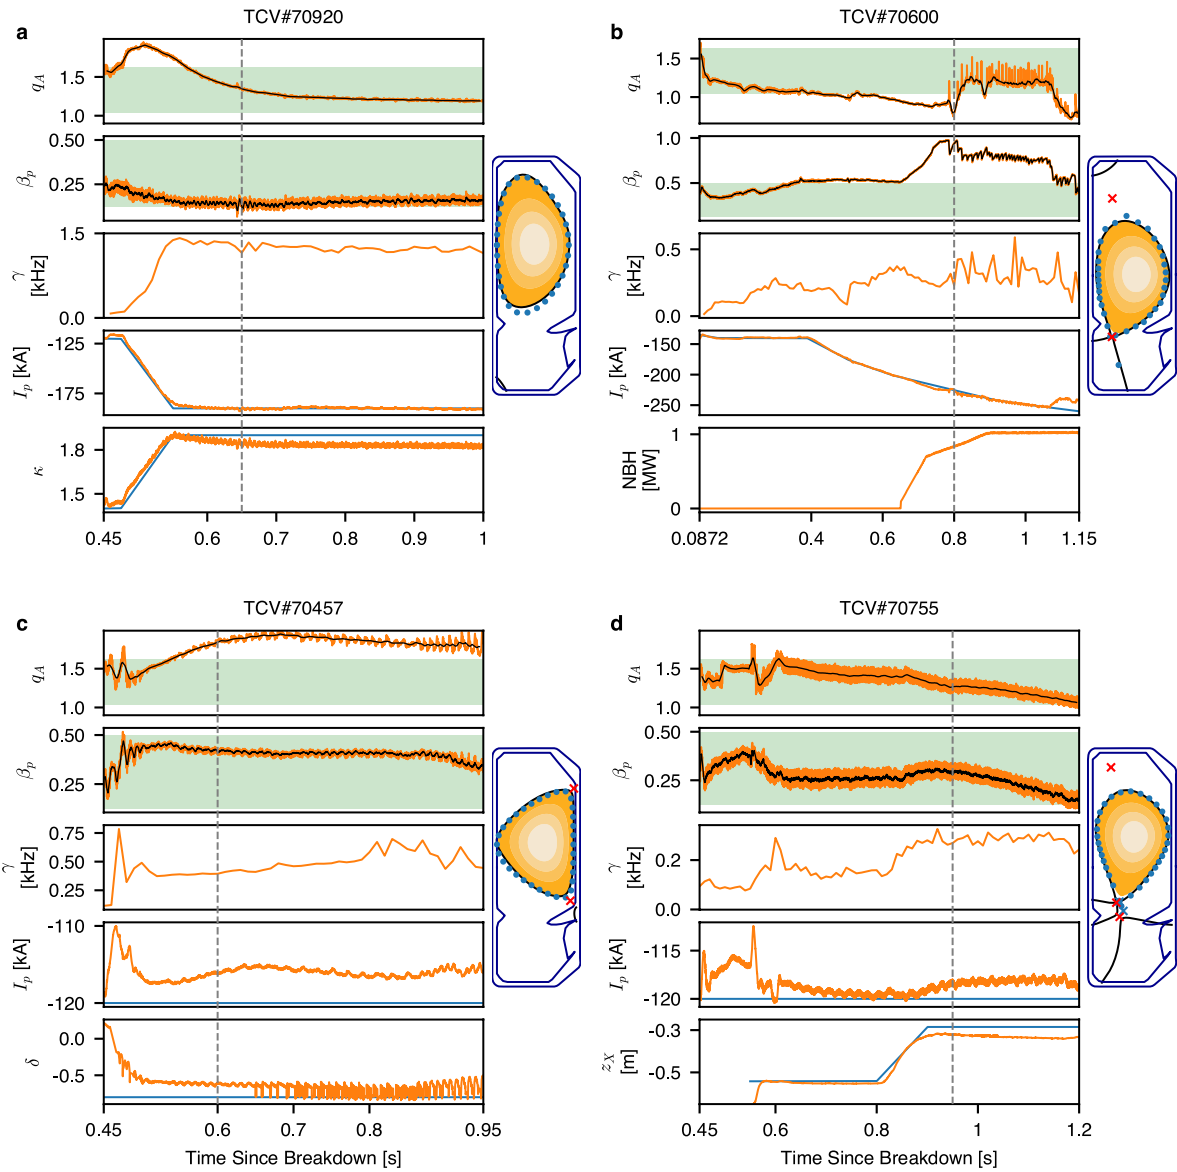 TCV#70920
a
q_A
1.5
1.0
β_p
0.50
0.25
γ
[kHz]
1.5
0.0
I_p [kA]
-125
-175
κ
1.8
1.5
0.45
0.6
0.7
0.8
0.9
1
TCV#70600
b
q_A
1.5
1.0
β_p
1.0
0.5
γ
[kHz]
0.5
0.0
I_p [kA]
-150
-200
-250
NBH
[MW]
1
0
0.0872
0.4
0.6
0.8
1
1.15
TCV#70457
c
q_A
1.5
1.0
β_p
0.50
0.25
γ
[kHz]
0.75
0.50
0.25
I_p [kA]
-110
-120
δ
0.0
-0.5
0.45
0.6
0.7
0.8
0.95
Time Since Breakdown [s]
TCV#70755
d
q_A
1.5
1.0
β_p
0.50
0.25
γ
[kHz]
0.2
0.0
I_p [kA]
-115
-120
z_X
[m]
-0.3
-0.5
0.45
0.6
0.8
1
1.2
Time Since Breakdown [s]